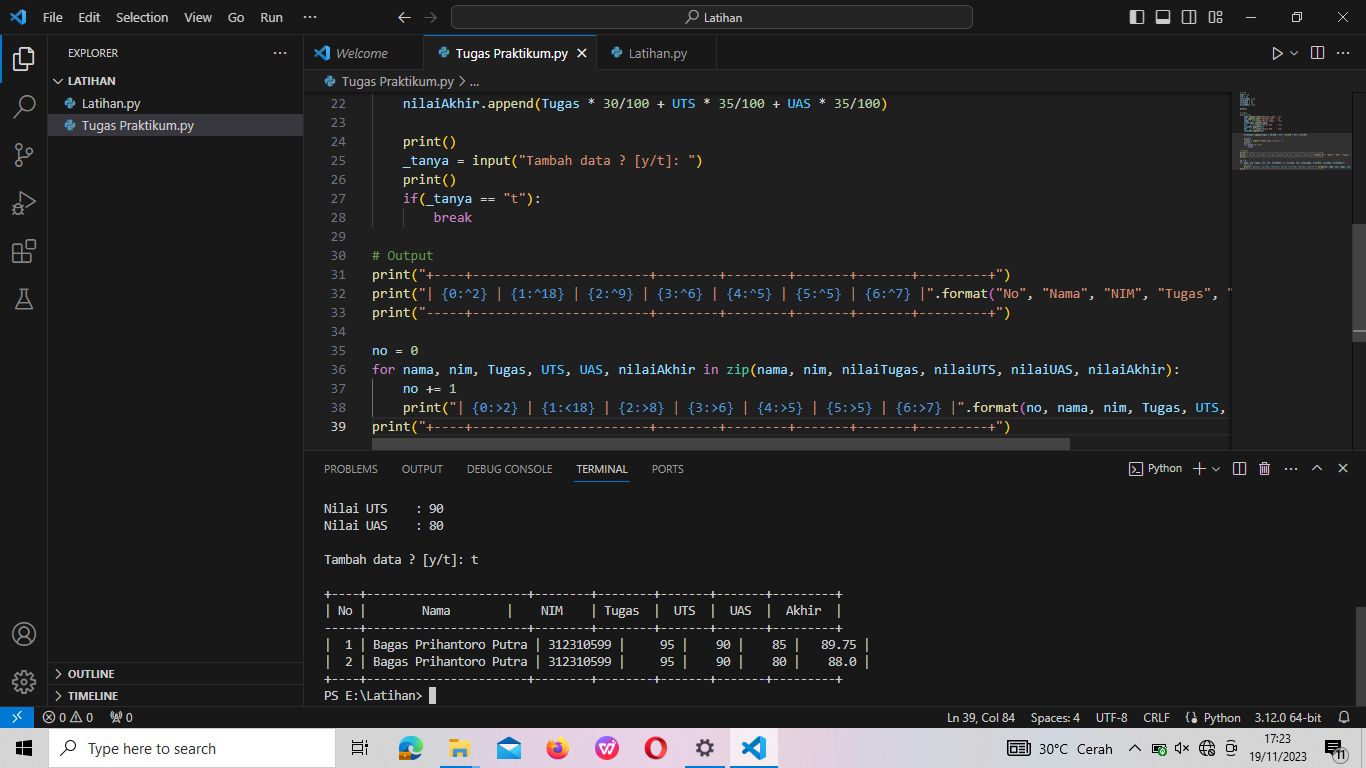 File Edit Selection View Go Run ··· Latihan
EXPLORER ···
LATIHAN
Latihan.py
Tugas Praktikum.py
OUTLINE
TIMELINE
Welcome Tugas Praktikum.py Latihan.py
Tugas Praktikum.py > ...
22 nilaiAkhir.append(Tugas * 30/100 + UTS * 35/100 + UAS * 35/100)
23
24 print()
25 _tanya = input("Tambah data ? [y/t]: ")
26 print()
27 if(_tanya == "t"):
28 break
29
30 # Output
31 print("+----+-----------------------+--------+--------+-------+-------+---------+")
32 print("| {0:^2} | {1:^18} | {2:^9} | {3:^6} | {4:^5} | {5:^5} | {6:^7} |".format("No", "Nama", "NIM", "Tugas", "
33 print("-----+-----------------------+--------+--------+-------+-------+---------+")
34
35 no = 0
36 for nama, nim, Tugas, UTS, UAS, nilaiAkhir in zip(nama, nim, nilaiTugas, nilaiUTS, nilaiUAS, nilaiAkhir):
37 no += 1
38 print("| {0:>2} | {1:<18} | {2:>8} | {3:>6} | {4:>5} | {5:>5} | {6:>7} |".format(no, nama, nim, Tugas, UTS,
39 print("+----+-----------------------+--------+--------+-------+-------+---------+")
PROBLEMS OUTPUT DEBUG CONSOLE TERMINAL PORTS Python
Nilai UTS    : 90
Nilai UAS    : 80
Tambah data ? [y/t]: t
+----+-----------------------+--------+--------+-------+-------+---------+
| No |        Nama        |    NIM    | Tugas  |  UTS  |  UAS  |  Akhir  |
-----+-----------------------+--------+--------+-------+-------+---------+
|  1 | Bagas Prihantoro Putra | 312310599 |     95 |    90 |    85 |   89.75 |
|  2 | Bagas Prihantoro Putra | 312310599 |     95 |    90 |    80 |    88.0 |
+----+-----------------------+--------+--------+-------+-------+---------+
PS E:\Latihan>
0 0 0 Ln 39, Col 84 Spaces: 4 UTF-8 CRLF Python 3.12.0 64-bit
Type here to search 30°C Cerah 17:23
19/11/2023 11